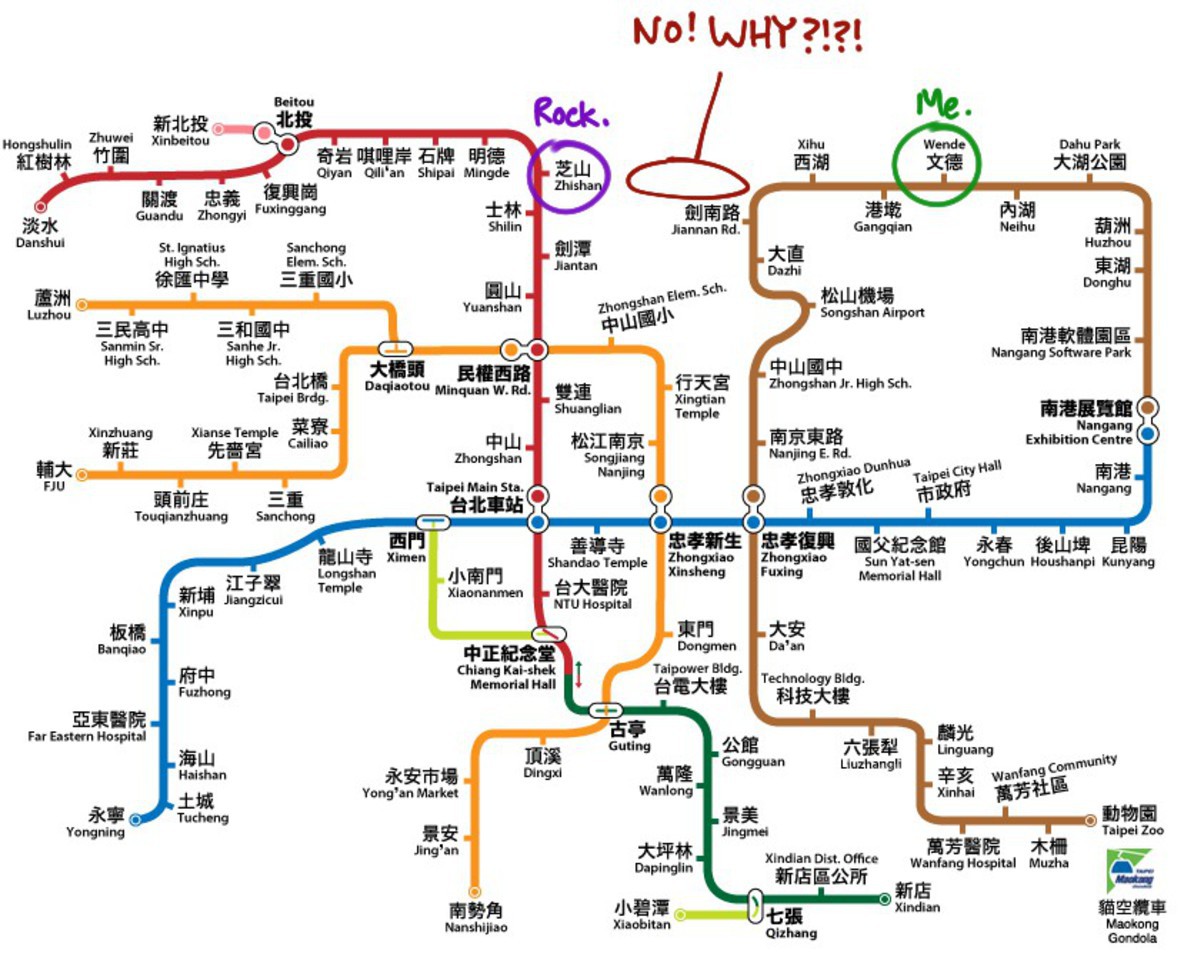 NO! WHY?!?!
Rock.
Me.
Beitou
北投
新北投
Xinbeitou
Hongshulin
紅樹林
Zhuwei
竹圍
奇岩
Qiyan
唭哩岸
Qili'an
石牌
Shipai
明德
Mingde
芝山
Zhishan
淡水
Danshui
關渡
Guandu
忠義
Zhongyi
復興崗
Fuxinggang
士林
Shilin
劍潭
Jiantan
圓山
Yuanshan
Xihu
西湖
Wende
文德
Dahu Park
大湖公園
劍南路
Jiannan Rd.
港墘
Gangqian
內湖
Neihu
葫洲
Huzhou
大直
Dazhi
東湖
Donghu
松山機場
Songshan Airport
南港軟體園區
Nangang Software Park
中山國中
Zhongshan Jr. High Sch.
南港展覽館
Nangang
Exhibition Centre
南京東路
Nanjing E. Rd.
南港
Nangang
St. Ignatius
High Sch.
徐匯中學
Sanchong
Elem. Sch.
三重國小
蘆洲
Luzhou
三民高中
Sanmin Sr.
High Sch.
三和國中
Sanhe Jr.
High Sch.
大橋頭
Daqiaotou
民權西路
Minquan W. Rd.
Zhongshan Elem. Sch.
中山國小
台北橋
Taipei Brdg.
菜寮
Cailiao
雙連
Shuanglian
行天宮
Xingtian
Temple
Xinzhuang
新莊
Xianse Temple
先嗇宮
輔大
FJU
頭前庄
Touqianzhuang
三重
Sanchong
中山
Zhongshan
松江南京
Songjiang
Nanjing
Taipei Main Sta.
台北車站
西門
Ximen
善導寺
Shandao Temple
忠孝新生
Zhongxiao
Xinsheng
忠孝復興
Zhongxiao
Fuxing
Zhongxiao Dunhua
忠孝敦化
Taipei City Hall
市政府
國父紀念館
Sun Yat-sen
Memorial Hall
永春
Yongchun
後山埤
Houshanpi
昆陽
Kunyang
龍山寺
Longshan
Temple
江子翠
Jiangzicui
新埔
Xinpu
板橋
Banqiao
府中
Fuzhong
亞東醫院
Far Eastern Hospital
海山
Haishan
土城
Tucheng
永寧
Yongning
小南門
Xiaonanmen
台大醫院
NTU Hospital
中正紀念堂
Chiang Kai-shek
Memorial Hall
東門
Dongmen
大安
Da'an
Taipower Bldg.
台電大樓
Technology Bldg.
科技大樓
古亭
Guting
頂溪
Dingxi
公館
Gongguan
六張犁
Liuzhangli
麟光
Linguang
永安市場
Yong'an Market
萬隆
Wanlong
辛亥
Xinhai
Wanfang Community
萬芳社區
景安
Jing'an
景美
Jingmei
動物園
Taipei Zoo
大坪林
Dapinglin
萬芳醫院
Wanfang Hospital
木柵
Muzha
Xindian Dist. Office
新店區公所
南勢角
Nanshijiao
小碧潭
Xiaobitan
七張
Qizhang
新店
Xindian
TAIPEI
Maokong
貓空纜車
Maokong
Gondola